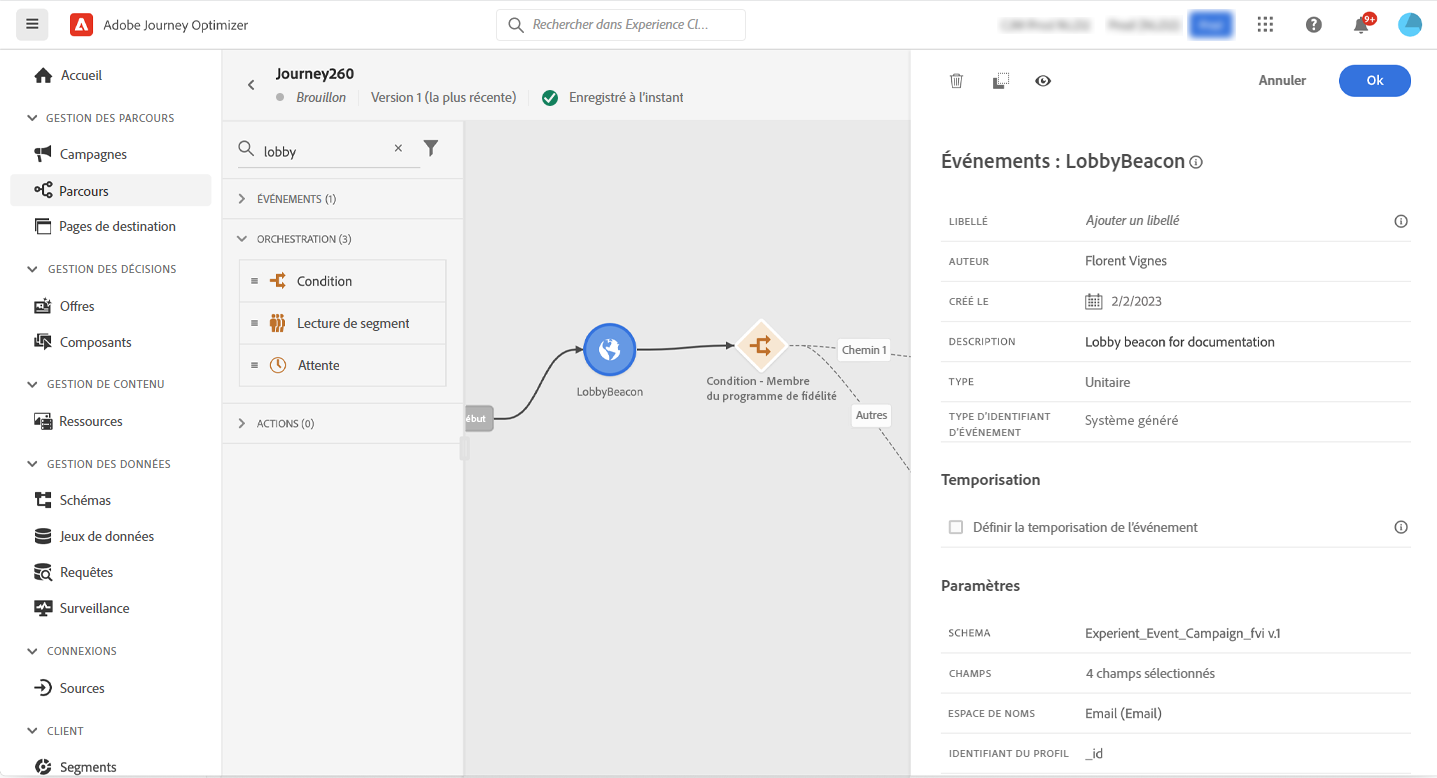 Adobe Journey Optimizer
Rechercher dans Experience Cl...
9+
Accueil
GESTION DES PARCOURS
Campagnes
Parcours
Pages de destination
GESTION DES DÉCISIONS
Offres
Composants
GESTION DE CONTENU
Ressources
GESTION DES DONNÉES
Schémas
Jeux de données
Requêtes
Surveillance
CONNEXIONS
Sources
CLIENT
Segments
Journey260
Brouillon
Version 1 (la plus récente)
Enregistré à l'instant
lobby
ÉVÉNEMENTS (1)
ORCHESTRATION (3)
Condition
Lecture de segment
Attente
ACTIONS (0)
ébut
LobbyBeacon
Condition - Membre
du programme de fidélité
Chemin 1
Autres
Annuler
Ok
Événements : LobbyBeacon
LIBELLÉ
Ajouter un libellé
AUTEUR
Florent Vignes
CRÉÉ LE
2/2/2023
DESCRIPTION
Lobby beacon for documentation
TYPE
Unitaire
TYPE D'IDENTIFIANT
D'ÉVÉNEMENT
Système généré
Temporisation
Définir la temporisation de l'événement
Paramètres
SCHEMA
Experient_Event_Campaign_fvi v.1
CHAMPS
4 champs sélectionnés
ESPACE DE NOMS
Email (Email)
IDENTIFIANT DU PROFIL
_id